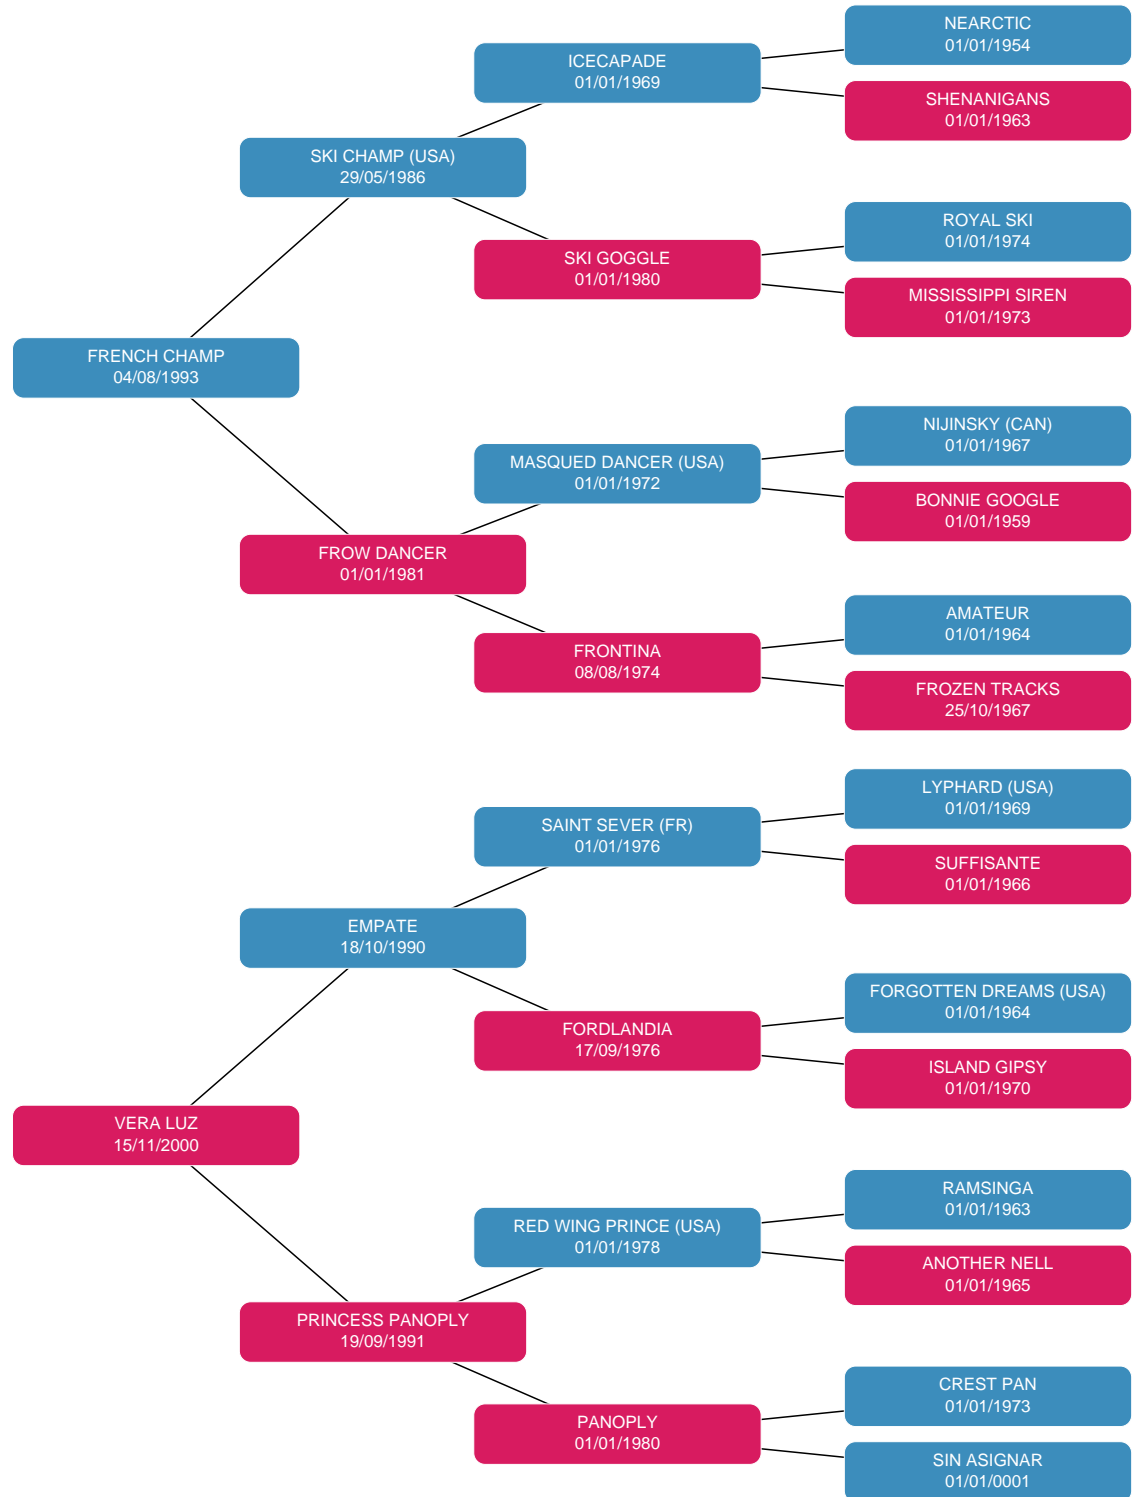 NEARCTIC
01/01/1954
ICECAPADE
01/01/1969
SHENANIGANS
01/01/1963
SKI CHAMP (USA)
29/05/1986
ROYAL SKI
01/01/1974
SKI GOGGLE
01/01/1980
MISSISSIPPI SIREN
01/01/1973
FRENCH CHAMP
04/08/1993
NIJINSKY (CAN)
01/01/1967
MASQUED DANCER (USA)
01/01/1972
BONNIE GOOGLE
01/01/1959
FROW DANCER
01/01/1981
AMATEUR
01/01/1964
FRONTINA
08/08/1974
FROZEN TRACKS
25/10/1967
LYPHARD (USA)
01/01/1969
SAINT SEVER (FR)
01/01/1976
SUFFISANTE
01/01/1966
EMPATE
18/10/1990
FORGOTTEN DREAMS (USA)
01/01/1964
FORDLANDIA
17/09/1976
ISLAND GIPSY
01/01/1970
VERA LUZ
15/11/2000
RAMSINGA
01/01/1963
RED WING PRINCE (USA)
01/01/1978
ANOTHER NELL
01/01/1965
PRINCESS PANOPLY
19/09/1991
CREST PAN
01/01/1973
PANOPLY
01/01/1980
SIN ASIGNAR
01/01/0001